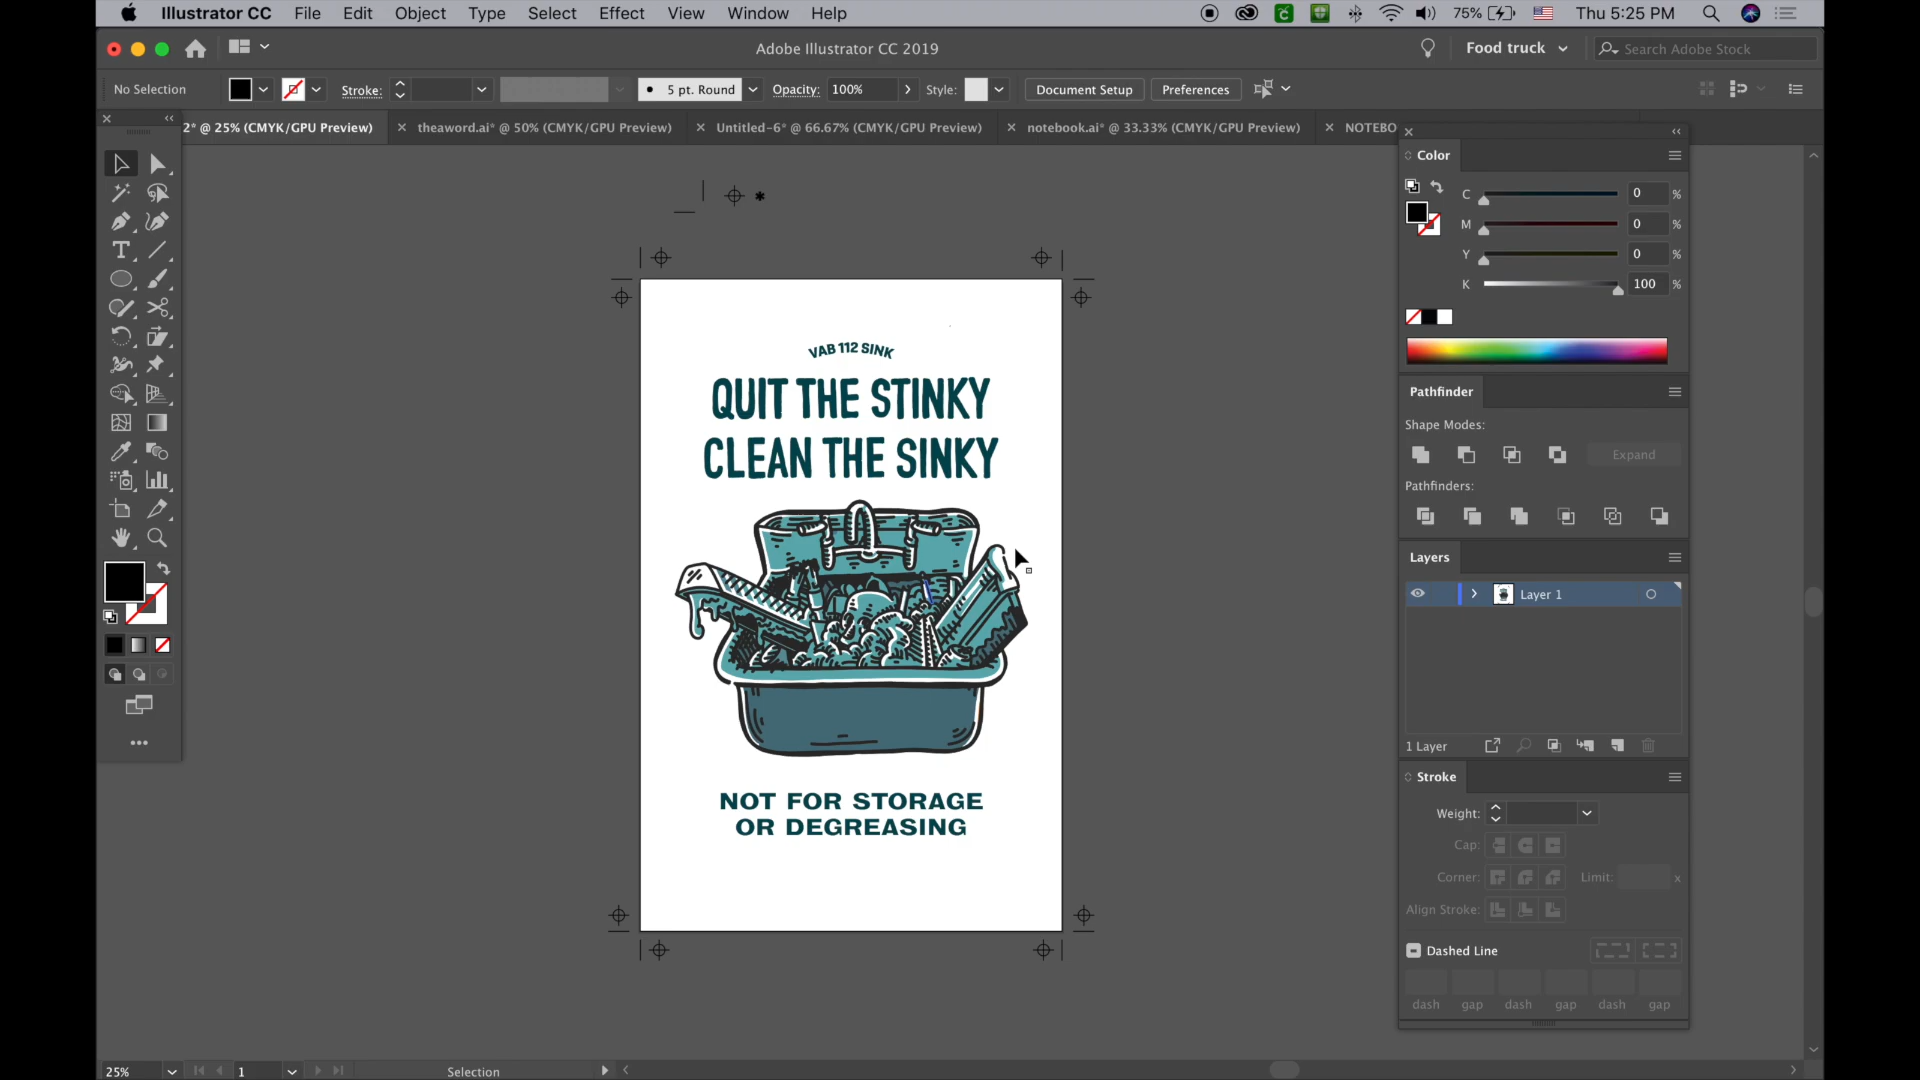 Illustrator CC File Edit Object Type Select Effect View Window Help 75% Thu 5:25 PM
Adobe Illustrator CC 2019 Food truck Search Adobe Stock
No Selection Stroke: 5 pt. Round Opacity: 100% Style: Document Setup Preferences
2* @ 25% (CMYK/GPU Preview) theaword.ai* @ 50% (CMYK/GPU Preview) Untitled-6* @ 66.67% (CMYK/GPU Preview) notebook.ai* @ 33.33% (CMYK/GPU Preview) NOTEBO
VAB 112 SINK
QUIT THE STINKY
CLEAN THE SINKY
NOT FOR STORAGE
OR DEGREASING
Color
C 0 %
M 0 %
Y 0 %
K 100 %
Pathfinder
Shape Modes:
Expand
Pathfinders:
Layers
Layer 1
1 Layer
Stroke
Weight:
Cap:
Corner: Limit: x
Align Stroke:
Dashed Line
dash gap dash gap dash gap
25% 1 Selection